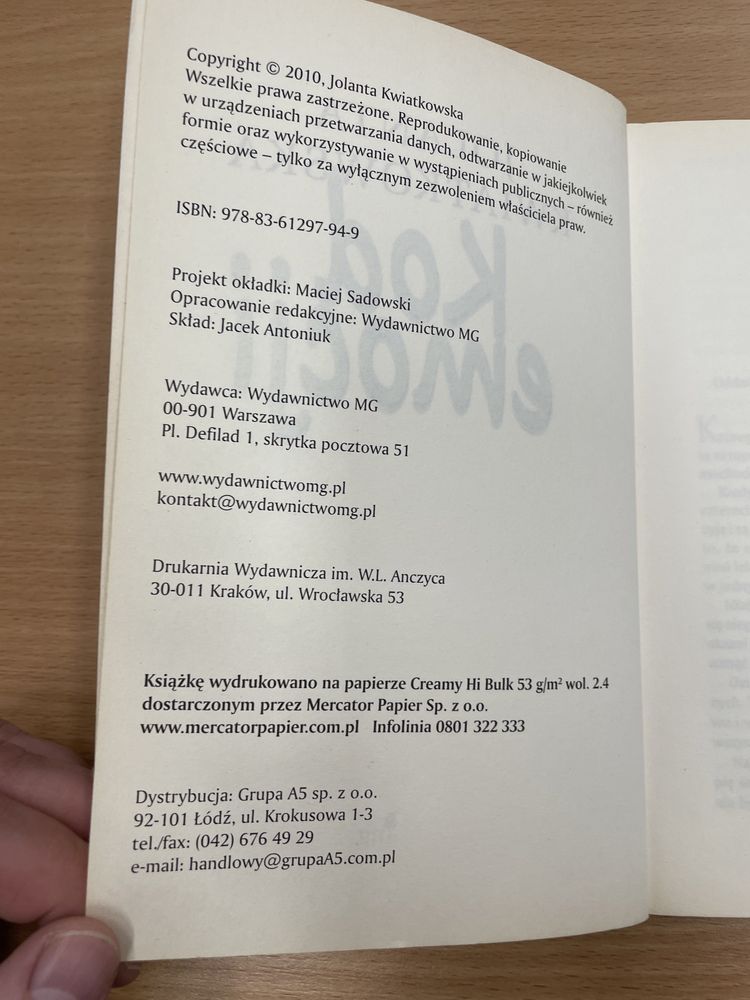 Copyright © 2010, Jolanta Kwiatkowska
Wszelkie prawa zastrzeżone. Reprodukowanie, kopiowanie
w urządzeniach przetwarzania danych, odtwarzanie w jakiejkolwiek
formie oraz wykorzystywanie w wystąpieniach publicznych – również
częściowe – tylko za wyłącznym zezwoleniem właściciela praw.
ISBN: 978-83-61297-94-9
Projekt okładki: Maciej Sadowski
Opracowanie redakcyjne: Wydawnictwo MG
Skład: Jacek Antoniuk
Wydawca: Wydawnictwo MG
00-901 Warszawa
Pl. Defilad 1, skrytka pocztowa 51
www.wydawnictwomg.pl
kontakt@wydawnictwomg.pl
Drukarnia Wydawnicza im. W.L. Anczyca
30-011 Kraków, ul. Wrocławska 53
Książkę wydrukowano na papierze Creamy Hi Bulk 53 g/m² wol. 2.4
dostarczonym przez Mercator Papier Sp. z o.o.
www.mercatorpapier.com.pl Infolinia 0801 322 333
Dystrybucja: Grupa A5 sp. z o.o.
92-101 Łódź, ul. Krokusowa 1-3
tel./fax: (042) 676 49 29
e-mail: handlowy@grupaA5.com.pl
kod
emocji